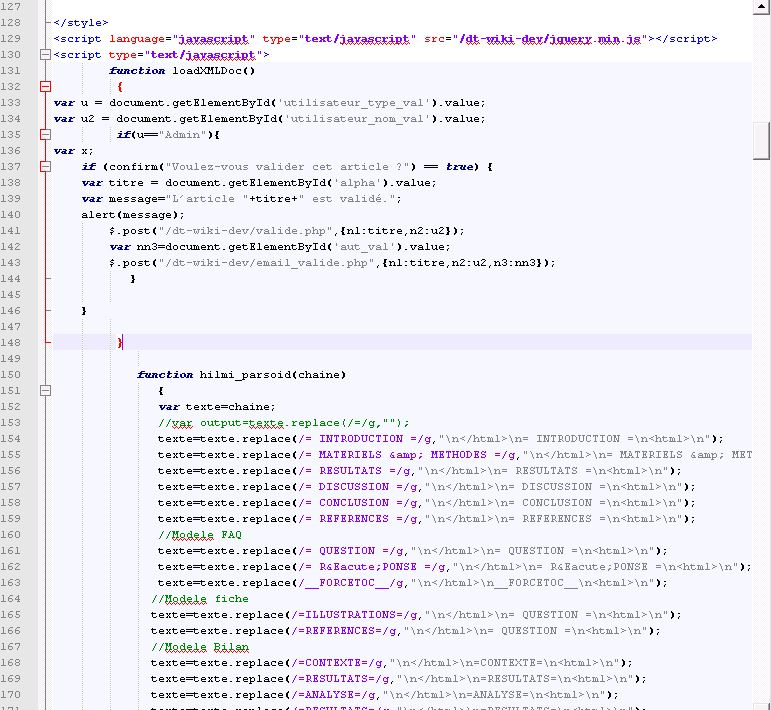 127
128 </style>
129 <script language="javascript" type="text/javascript" src="/dt-wiki-dev/jquery.min.js"></script>
130 <script type="text/javascript">
131 function loadXMLDoc()
132 {
133 var u = document.getElementById('utilisateur_type_val').value;
134 var u2 = document.getElementById('utilisateur_nom_val').value;
135 if(u=="Admin"){
136 var x;
137 if (confirm("Voulez-vous valider cet article ?") == true) {
138 var titre = document.getElementById('alpha').value;
139 var message="L'article "+titre+" est validé.";
140 alert(message);
141 $.post("/dt-wiki-dev/valide.php",{n1:titre,n2:u2});
142 var nn3=document.getElementById('aut_val').value;
143 $.post("/dt-wiki-dev/email_valide.php",{n1:titre,n2:u2,n3:nn3});
144 }
145
146 }
147
148 }
149
150 function hilmi_parsoid(chaine)
151 {
152 var texte=chaine;
153 //var output=texte.replace(/=/g,"");
154 texte=texte.replace(/= INTRODUCTION =/g,"\n</html>\n= INTRODUCTION =\n<html>\n");
155 texte=texte.replace(/= MATERIELS &amp; METHODES =/g,"\n</html>\n= MATERIELS &amp; MET
156 texte=texte.replace(/= RESULTATS =/g,"\n</html>\n= RESULTATS =\n<html>\n");
157 texte=texte.replace(/= DISCUSSION =/g,"\n</html>\n= DISCUSSION =\n<html>\n");
158 texte=texte.replace(/= CONCLUSION =/g,"\n</html>\n= CONCLUSION =\n<html>\n");
159 texte=texte.replace(/= REFERENCES =/g,"\n</html>\n= REFERENCES =\n<html>\n");
160 //Modele FAQ
161 texte=texte.replace(/= QUESTION =/g,"\n</html>\n= QUESTION =\n<html>\n");
162 texte=texte.replace(/= R&Eacute;PONSE =/g,"\n</html>\n= R&Eacute;PONSE =\n<html>\n");
163 texte=texte.replace(/__FORCETOC__/g,"\n</html>\n__FORCETOC__\n<html>\n");
164 //Modele fiche
165 texte=texte.replace(/=ILLUSTRATIONS=/g,"\n</html>\n= QUESTION =\n<html>\n");
166 texte=texte.replace(/=REFERENCES=/g,"\n</html>\n= QUESTION =\n<html>\n");
167 //Modele Bilan
168 texte=texte.replace(/=CONTEXTE=/g,"\n</html>\n=CONTEXTE=\n<html>\n");
169 texte=texte.replace(/=RESULTATS=/g,"\n</html>\n=RESULTATS=\n<html>\n");
170 texte=texte.replace(/=ANALYSE=/g,"\n</html>\n=ANALYSE=\n<html>\n");